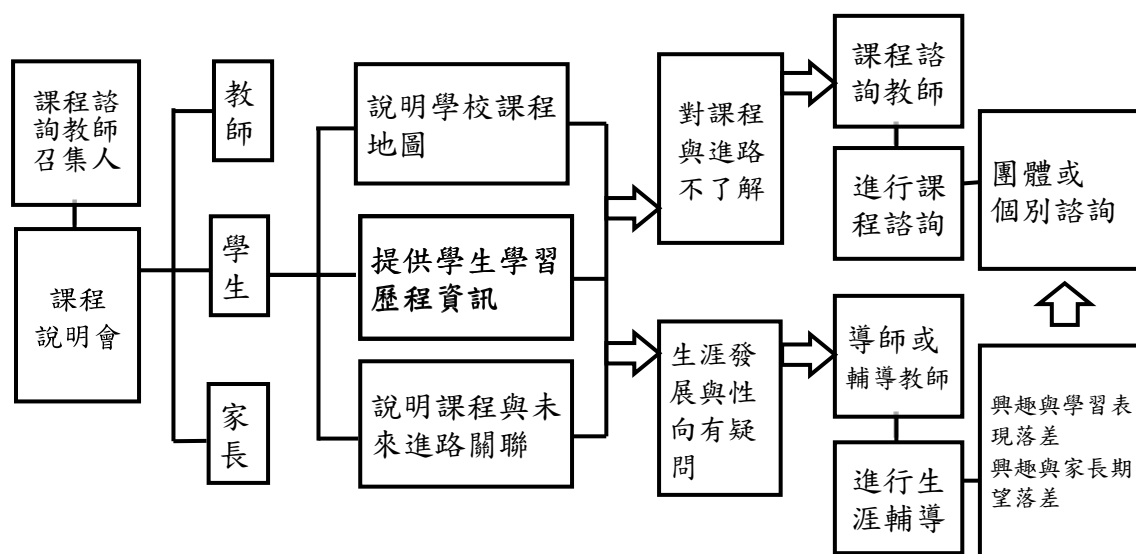 課程諮
詢教師
召集人
課程
說明會
教
師
學
生
家
長
說明學校課程
地圖
提供學生學習
歷程資訊
說明課程與未
來進路關聯
對課程
與進路
不了解
生涯發
展與性
向有疑
問
課程諮
詢教師
進行課
程諮詢
團體或
個別諮詢
導師或
輔導教師
進行生
涯輔導
興趣與學習表
現落差
興趣與家長期
望落差